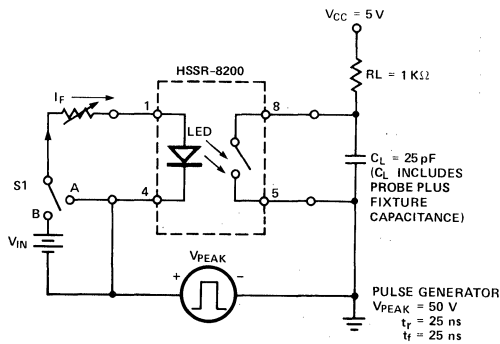 VCC = 5 V
HSSR-8200
RL = 1 KΩ
IF
1
8
LED
S1
A
B
4
5
CL = 25 pF
(CL INCLUDES
PROBE PLUS
FIXTURE
CAPACITANCE)
VIN
VPEAK
+
–
PULSE GENERATOR
VPEAK = 50 V
tr = 25 ns
tf = 25 ns